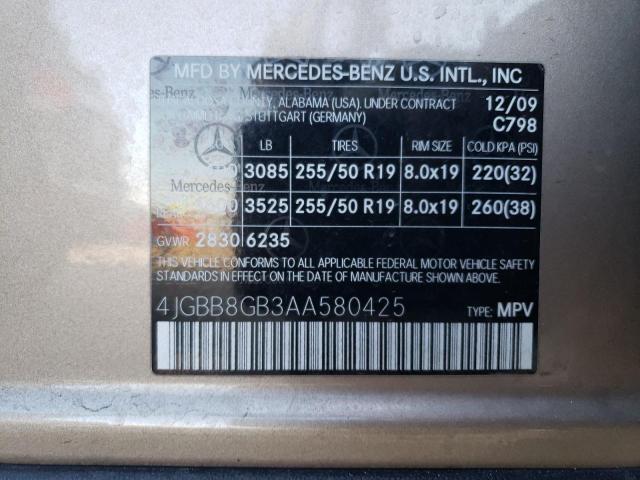 MFD BY MERCEDES-BENZ U.S. INTL., INC
COUNTY, ALABAMA (USA). UNDER CONTRACT 12/09
STUTTGART (GERMANY) C798
LB TIRES RIM SIZE COLD KPA (PSI)
3085 255/50 R19 8.0x19 220(32)
Mercedes-Benz
3525 255/50 R19 8.0x19 260(38)
GVWR 2830 6235
THIS VEHICLE CONFORMS TO ALL APPLICABLE FEDERAL MOTOR VEHICLE SAFETY
STANDARDS IN EFFECT ON THE DATE OF MANUFACTURE SHOWN ABOVE.
4JGBB8GB3AA580425 TYPE: MPV